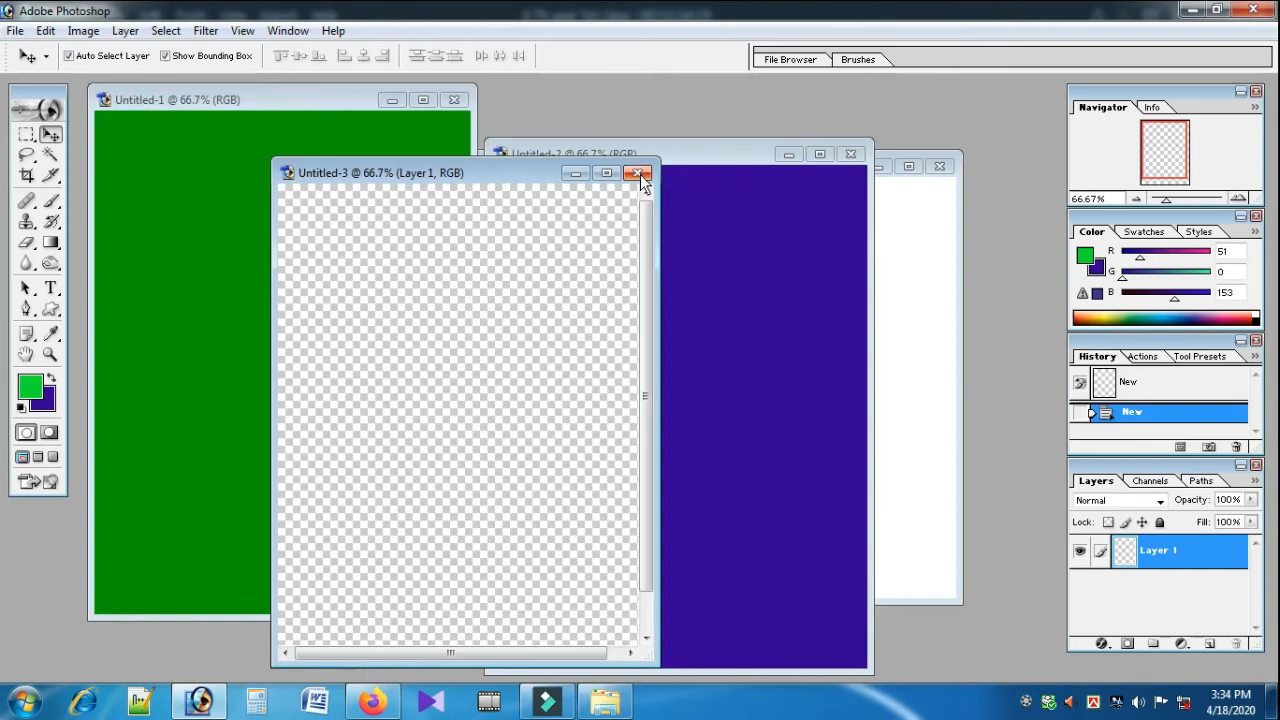 Adobe Photoshop
File Edit Image Layer Select Filter View Window Help
Auto Select Layer Show Bounding Box File Browser Brushes
Untitled-1 @ 66.7% (RGB)
Untitled-2 @ 66.7% (RGB)
Untitled-3 @ 66.7% (Layer 1, RGB)
Navigator Info
66.67%
Color Swatches Styles
R 51
G 0
B 153
History Actions Tool Presets
New
New
Layers Channels Paths
Normal Opacity: 100%
Lock: Fill: 100%
Layer 1
3:34 PM
4/18/2020